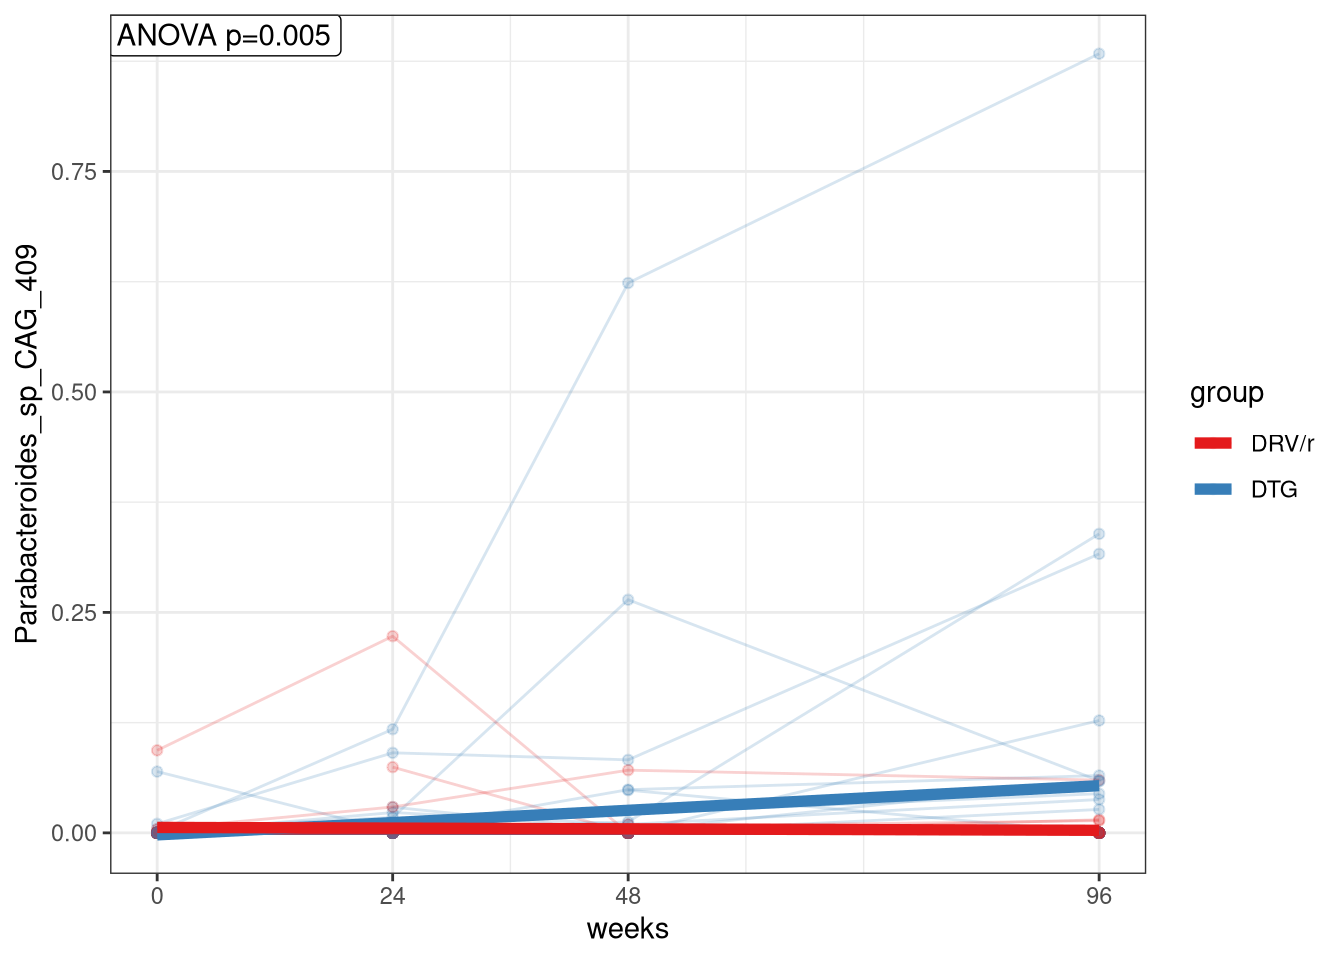 ANOVA p=0.005
Parabacteroides_sp_CAG_409
0.75
0.50
0.25
0.00
0 24 48 96
weeks
group
DRV/r
DTG